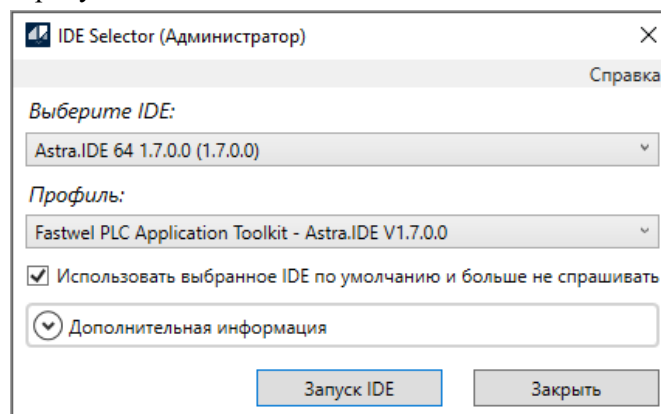 IDE Selector (Администратор)
Справка
Выберите IDE:
Astra.IDE 64 1.7.0.0 (1.7.0.0)
Профиль:
Fastwel PLC Application Toolkit - Astra.IDE V1.7.0.0
Использовать выбранное IDE по умолчанию и больше не спрашивать
Дополнительная информация
Запуск IDE
Закрыть